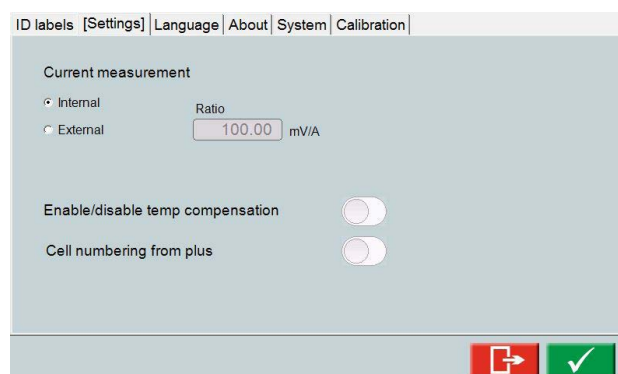 ID labels [Settings] Language About System Calibration
Current measurement
Internal
Ratio
External
100.00 mV/A
Enable/disable temp compensation
Cell numbering from plus